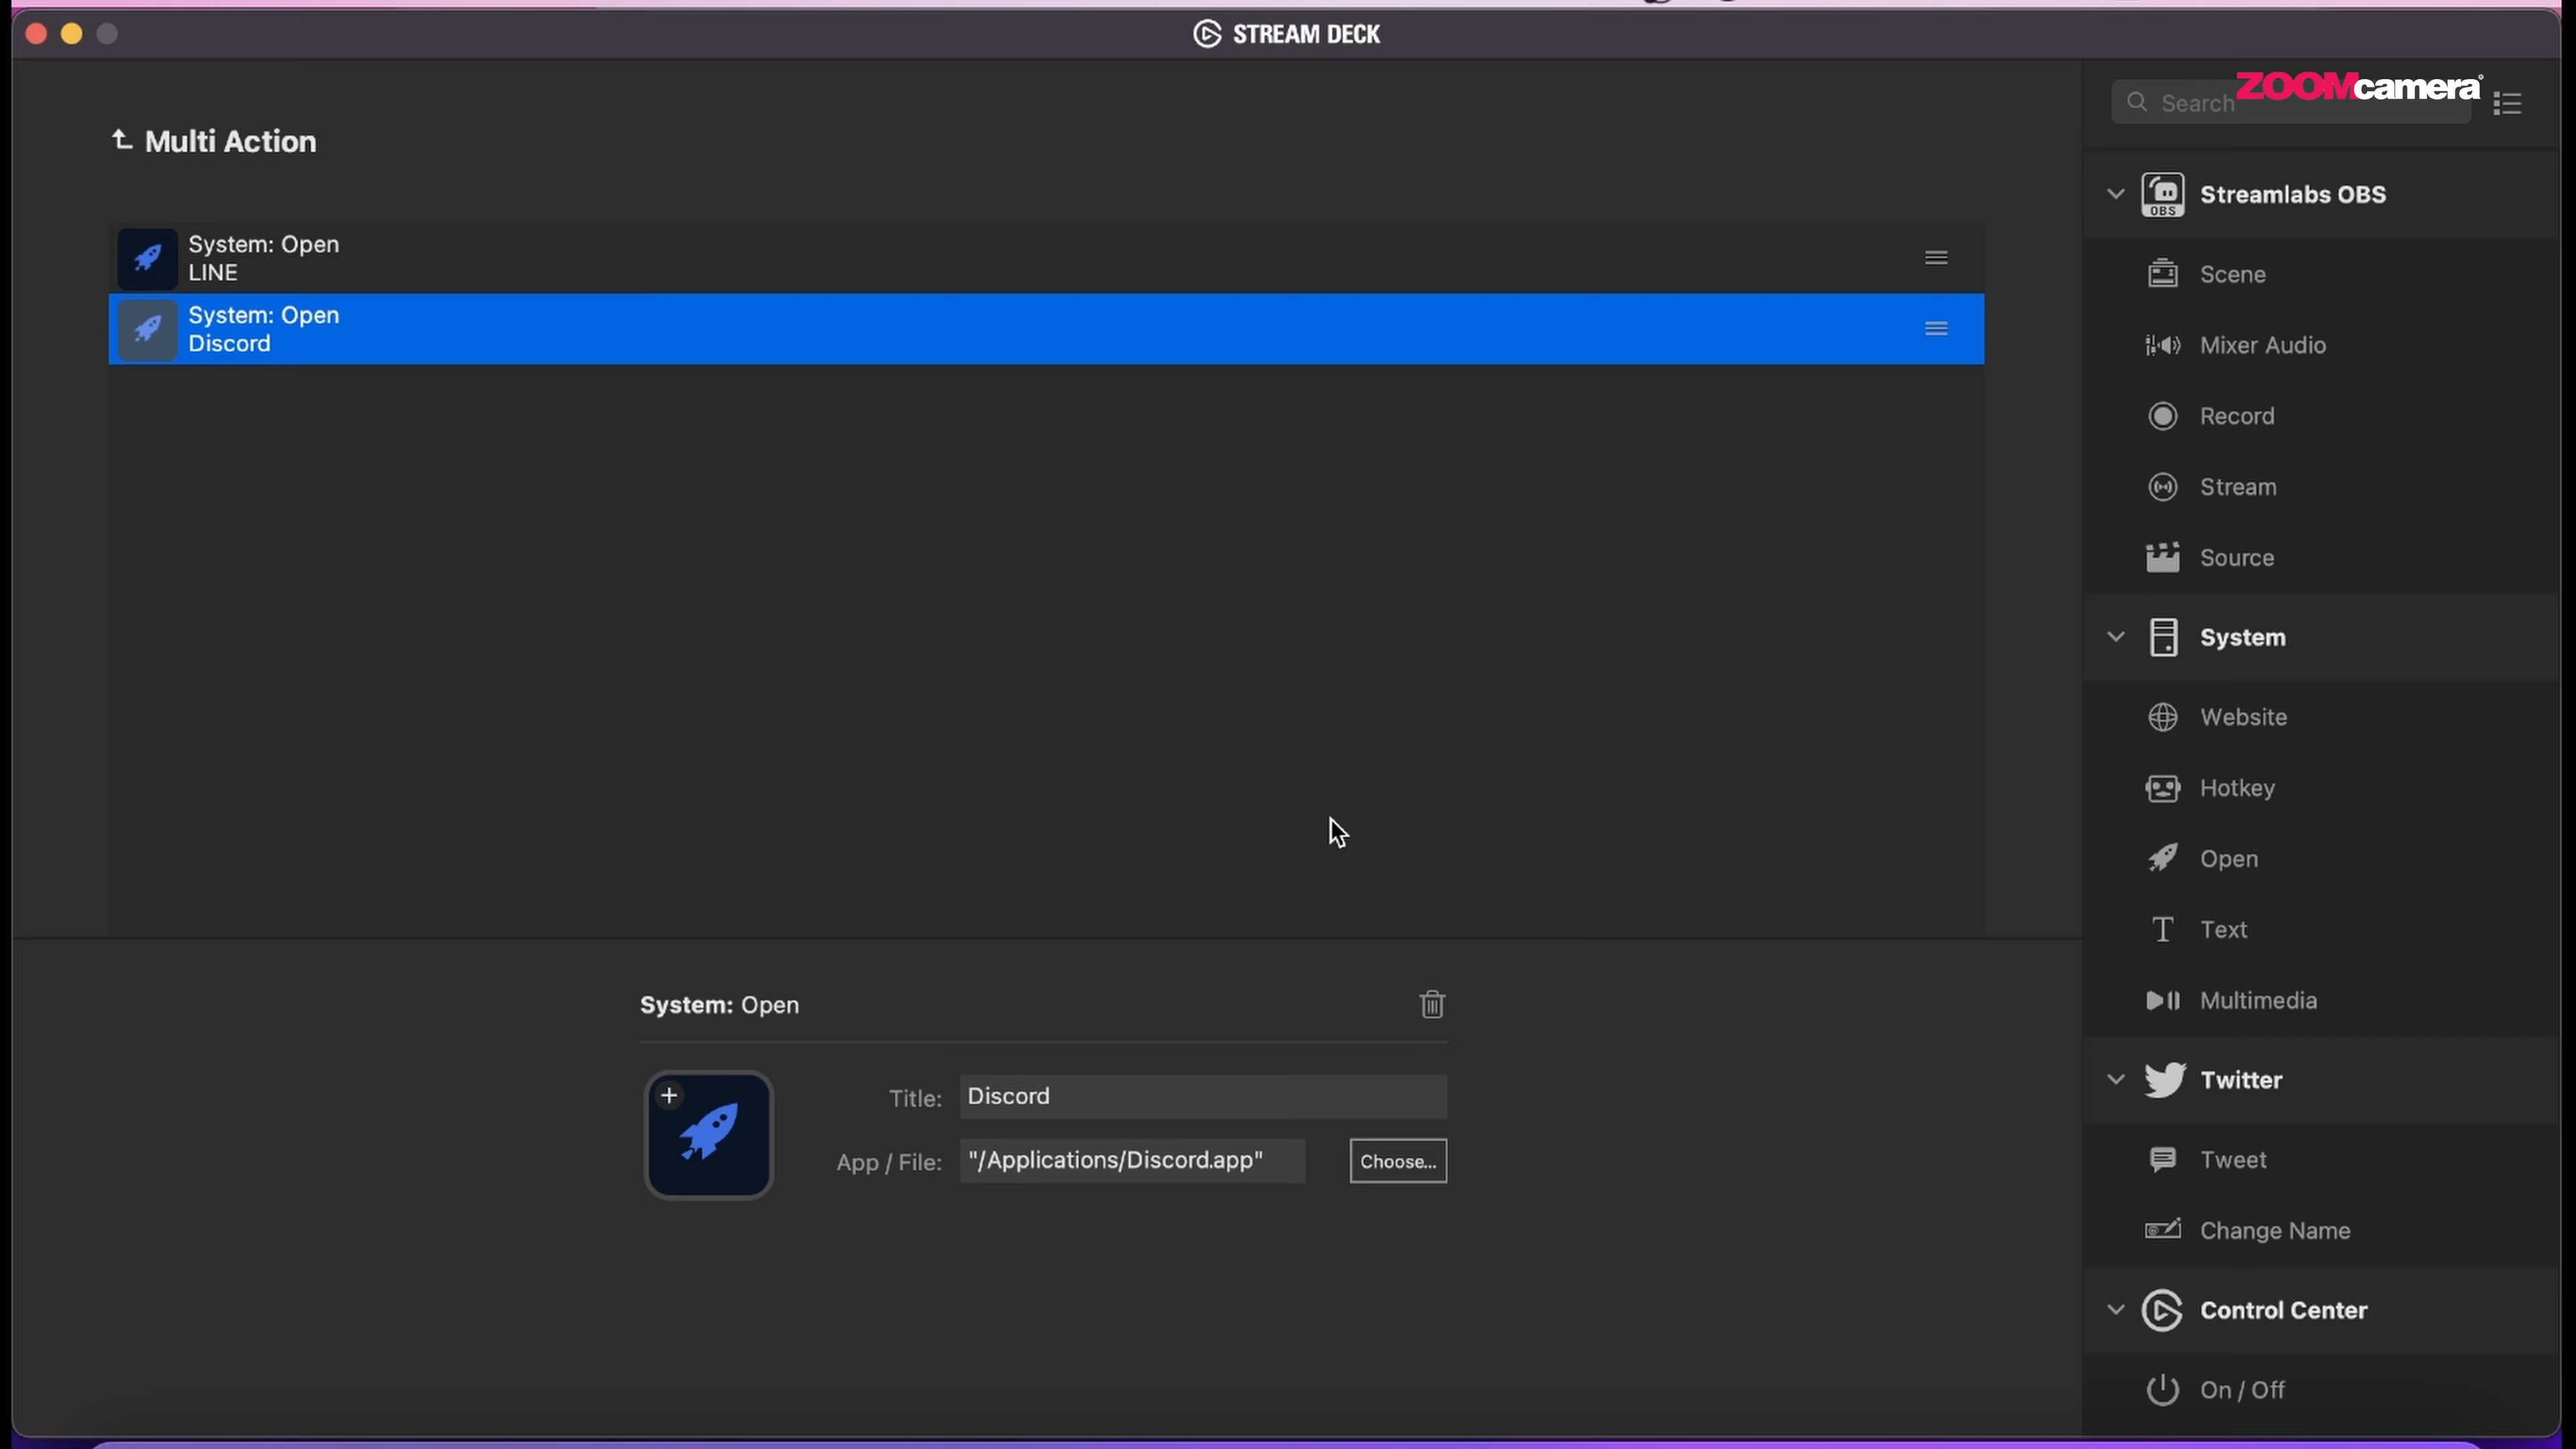 STREAM DECK
Search
ZOOMcamera
Multi Action
System: Open
LINE
System: Open
Discord
Streamlabs OBS
OBS
Scene
Mixer Audio
Record
Stream
Source
System
Website
Hotkey
Open
Text
Multimedia
Twitter
Tweet
Change Name
Control Center
On / Off
System: Open
Title: Discord
App / File: "/Applications/Discord.app" Choose...